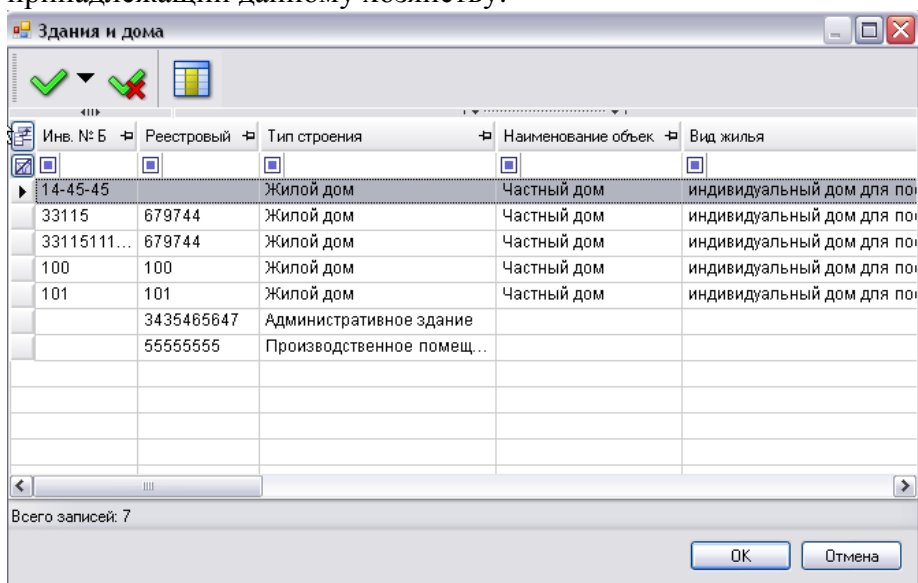 принадлежащий данному хозяйству.
Здания и дома
Инв. № Б Реестровый Тип строения Наименование объек Вид жилья
14-45-45 Жилой дом Частный дом индивидуальный дом для по
33115 679744 Жилой дом Частный дом индивидуальный дом для по
33115111... 679744 Жилой дом Частный дом индивидуальный дом для по
100 100 Жилой дом Частный дом индивидуальный дом для по
101 101 Жилой дом Частный дом индивидуальный дом для по
3435465647 Административное здание
55555555 Производственное помещ...
Всего записей: 7
OK Отмена